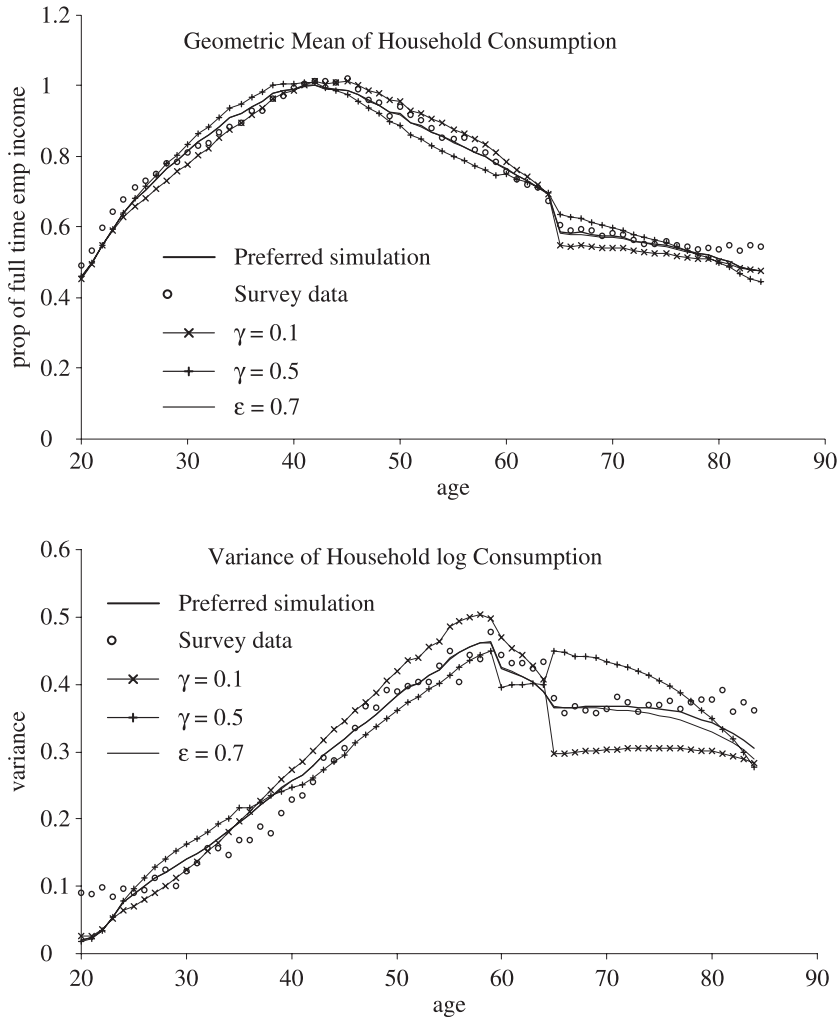 Geometric Mean of Household Consumption
prop of full time emp income
1.2
1
0.8
0.6
0.4
0.2
0
Preferred simulation
Survey data
γ = 0.1
γ = 0.5
ε = 0.7
20 30 40 50 60 70 80 90
age
Variance of Household log Consumption
variance
0.6
0.5
0.4
0.3
0.2
0.1
0
Preferred simulation
Survey data
γ = 0.1
γ = 0.5
ε = 0.7
20 30 40 50 60 70 80 90
age